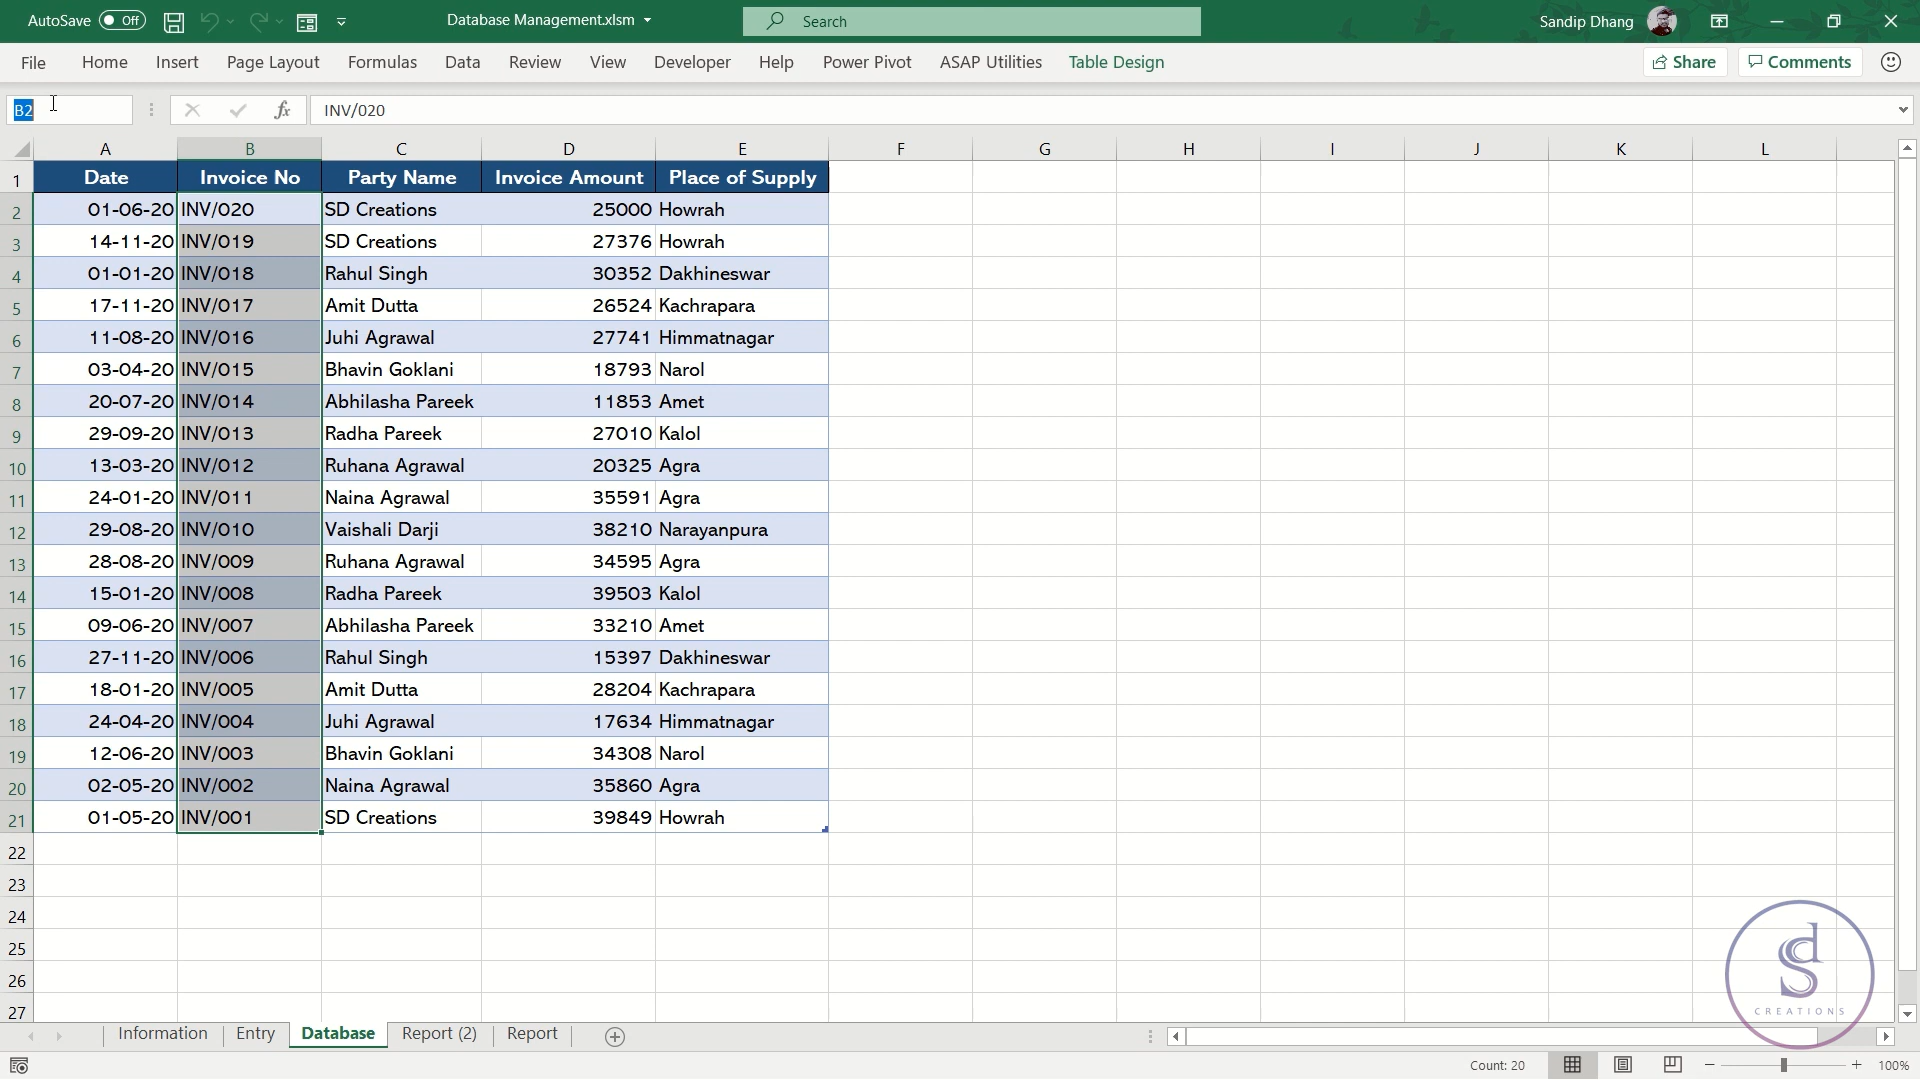 AutoSave Off Database Management.xlsm Search Sandip Dhang
File Home Insert Page Layout Formulas Data Review View Developer Help Power Pivot ASAP Utilities Table Design Share Comments
B2 fx INV/020
A B C D E F G H I J K L
1 Date Invoice No Party Name Invoice Amount Place of Supply
2 01-06-20 INV/020 SD Creations 25000 Howrah
3 14-11-20 INV/019 SD Creations 27376 Howrah
4 01-01-20 INV/018 Rahul Singh 30352 Dakhineswar
5 17-11-20 INV/017 Amit Dutta 26524 Kachrapara
6 11-08-20 INV/016 Juhi Agrawal 27741 Himmatnagar
7 03-04-20 INV/015 Bhavin Goklani 18793 Narol
8 20-07-20 INV/014 Abhilasha Pareek 11853 Amet
9 29-09-20 INV/013 Radha Pareek 27010 Kalol
10 13-03-20 INV/012 Ruhana Agrawal 20325 Agra
11 24-01-20 INV/011 Naina Agrawal 35591 Agra
12 29-08-20 INV/010 Vaishali Darji 38210 Narayanpura
13 28-08-20 INV/009 Ruhana Agrawal 34595 Agra
14 15-01-20 INV/008 Radha Pareek 39503 Kalol
15 09-06-20 INV/007 Abhilasha Pareek 33210 Amet
16 27-11-20 INV/006 Rahul Singh 15397 Dakhineswar
17 18-01-20 INV/005 Amit Dutta 28204 Kachrapara
18 24-04-20 INV/004 Juhi Agrawal 17634 Himmatnagar
19 12-06-20 INV/003 Bhavin Goklani 34308 Narol
20 02-05-20 INV/002 Naina Agrawal 35860 Agra
21 01-05-20 INV/001 SD Creations 39849 Howrah
22
23
24
25
26
27
Sd
CREATIONS
Information Entry Database Report (2) Report
Count: 20 100%